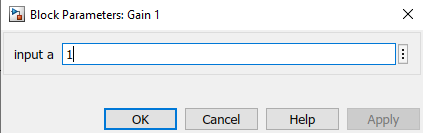 Block Parameters: Gain 1
input a 1
OK Cancel Help Apply